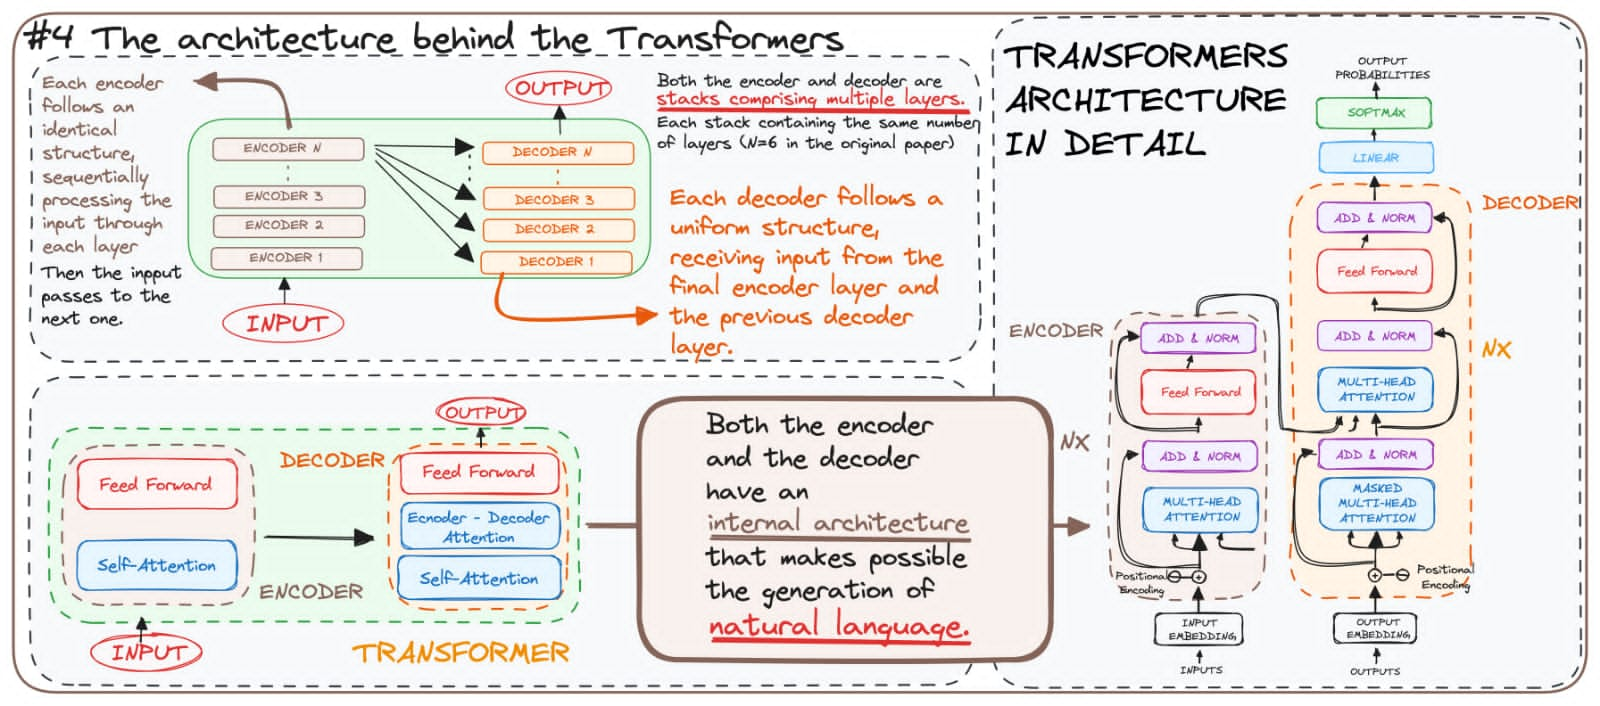 #4 The architecture behind the Transformers
Each encoder
follows an
identical
structure,
sequentially
processing the
input through
each layer
Then the inpput
passes to the
next one.
ENCODER N
ENCODER 3
ENCODER 2
ENCODER 1
INPUT
OUTPUT
DECODER N
DECODER 3
DECODER 2
DECODER 1
Both the encoder and decoder are
stacks comprising multiple layers.
Each stack containing the same number
of layers (N=6 in the original paper)
Each decoder follows a
uniform structure,
receiving input from the
final encoder layer and
the previous decoder
layer.
OUTPUT
DECODER
Feed Forward
Self-Attention
ENCODER
Feed Forward
Ecnoder - Decoder
Attention
Self-Attention
INPUT
TRANSFORMER
Both the encoder
and the decoder
have an
internal architecture
that makes possible
the generation of
natural language.
TRANSFORMERS
ARCHITECTURE
IN DETAIL
OUTPUT
PROBABILITIES
SOFTMAX
LINEAR
DECODER
ADD & NORM
Feed Forward
ADD & NORM
MULTI-HEAD
ATTENTION
ADD & NORM
MASKED
MULTI-HEAD
ATTENTION
NX
Positional
Encoding
OUTPUT
EMBEDDING
OUTPUTS
ENCODER
ADD & NORM
Feed Forward
NX
ADD & NORM
MULTI-HEAD
ATTENTION
Positional
Encoding
INPUT
EMBEDDING
INPUTS